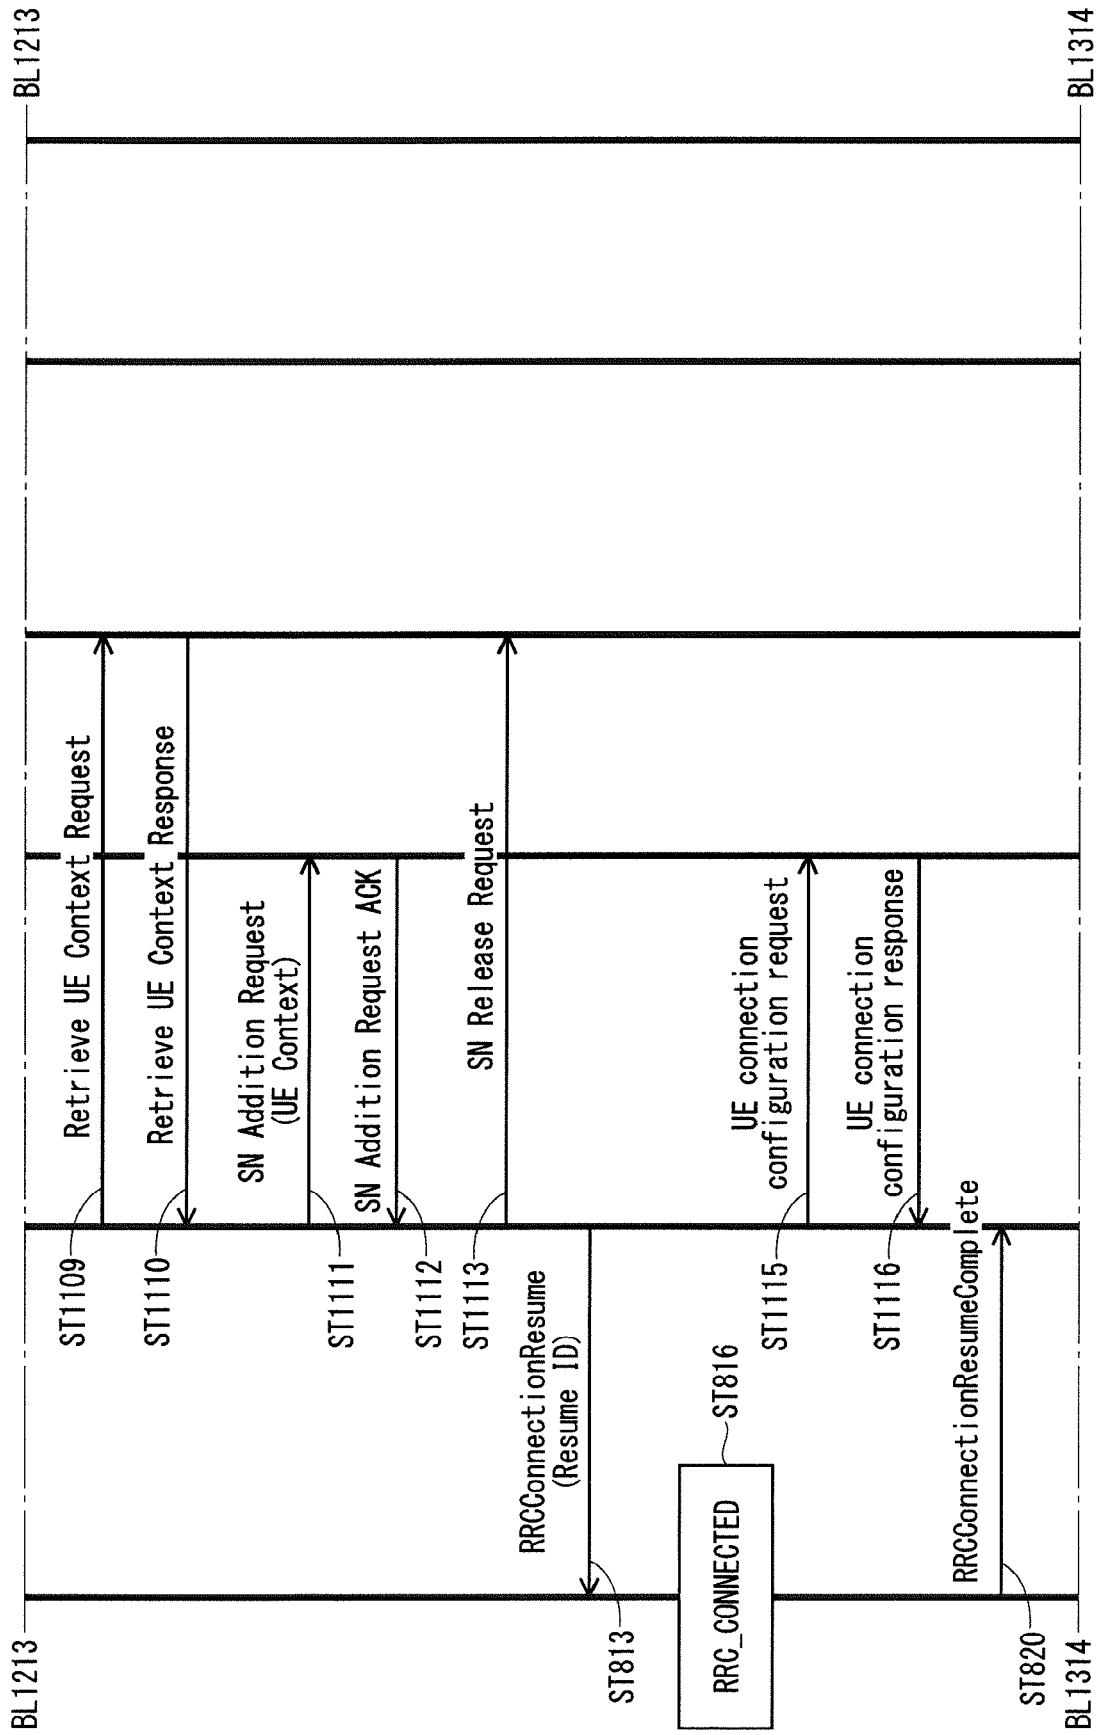 BL1213
BL1213
Retrieve UE Context Request
ST1109
Retrieve UE Context Response
ST1110
SN Addition Request
(UE Context)
ST1111
SN Addition Request ACK
ST1112
SN Release Request
ST1113
RRCConnectionResume
(Resume ID)
ST813
RRC_CONNECTED
ST816
UE connection
configuration request
ST1115
UE connection
configuration response
ST1116
RRCConnectionResumeComplete
ST820
BL1314
BL1314